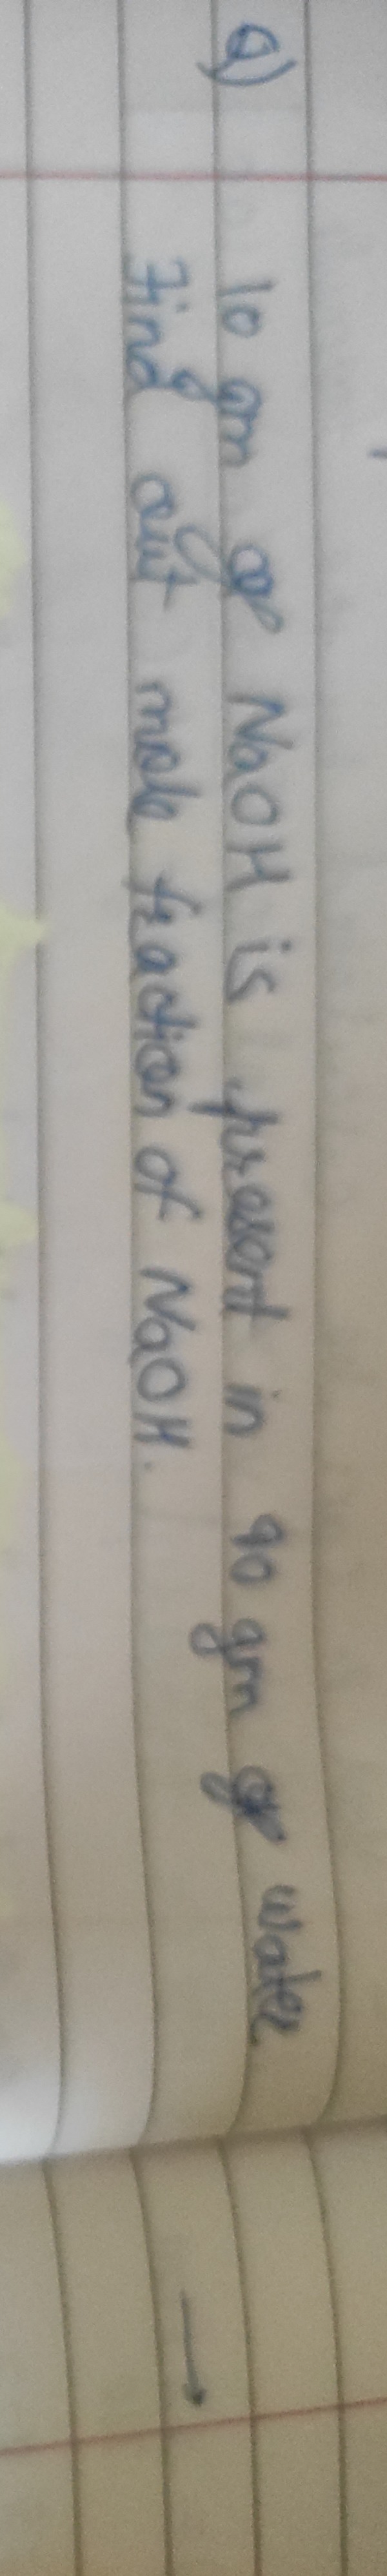 Q) 10 gm of NaOH is present in 90 gm of water.
Find out mole fraction of NaOH.
→